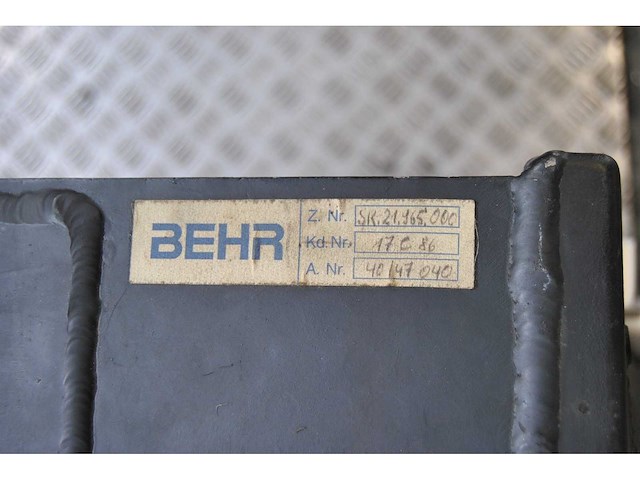 BEHR
Z. Nr. SK.21.965.000
Kd.Nr. 17 C 86
A. Nr. 40/47 040